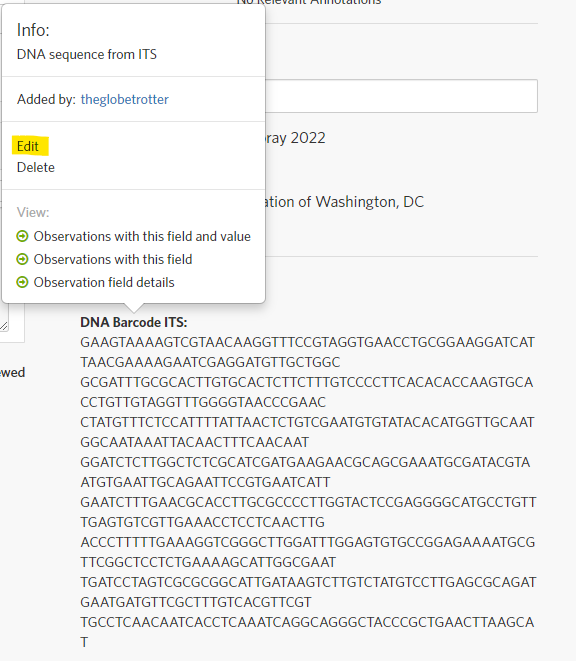 No Relevant Annotations
Info:
DNA sequence from ITS
Added by: theglobetrotter
Edit
ray 2022
Delete
ation of Washington, DC
View:
Observations with this field and value
Observations with this field
Observation field details
DNA Barcode ITS:
GAAGTAAAAGTCGTAACAAGGTTTCCGTAGGTGAACCTGCGGAAGGATCAT
TAACGAAAAGAATCGAGGATGTTGCTGGC
ewed
GCGATTTGCGCACTTGTGCACTCTTCTTTGTCCCCTTCACACACCAAGTGCA
CCTGTTGTAGGTTTGGGGTAACCCGAAC
CTATGTTTCTCCATTTTATTAACTCTGTCGAATGTGTATACACATGGTTGCAAT
GGCAATAAATTACAACTTTCAACAAT
GGATCTCTTGGCTCTCGCATCGATGAAGAACGCAGCGAAATGCGATACGTA
ATGTGAATTGCAGAATTCCGTGAATCATT
GAATCTTTGAACGCACCTTGCGCCCCTTGGTACTCCGAGGGGCATGCCTGTT
TGAGTGTCGTTGAAACCTCCTCAACTTG
ACCCTTTTTGAAAGGTCGGGCTTGGATTTGGAGTGTGCCGGAGAAAATGCG
TTCGGCTCCTCTGAAAAGCATTGGCGAAT
TGATCCTAGTCGCGCGGCATTGATAAGTCTTGTCTATGTCCTTGAGCGCAGAT
GAATGATGTTCGCTTTGTCACGTTCGT
TGCCTCAACAATCACCTCAAATCAGGCAGGGCTACCCGCTGAACTTAAGCA
T